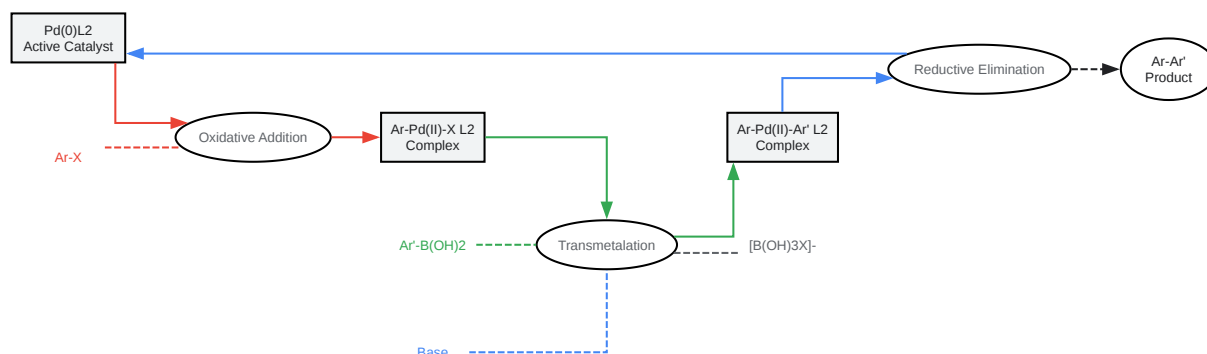 Pd(0)L2
Active Catalyst
Reductive Elimination
Ar-Ar'
Product
Oxidative Addition
Ar-Pd(II)-X L2
Complex
Ar-Pd(II)-Ar' L2
Complex
Ar-X
Ar'-B(OH)2
Transmetalation
[B(OH)3X]-
Base